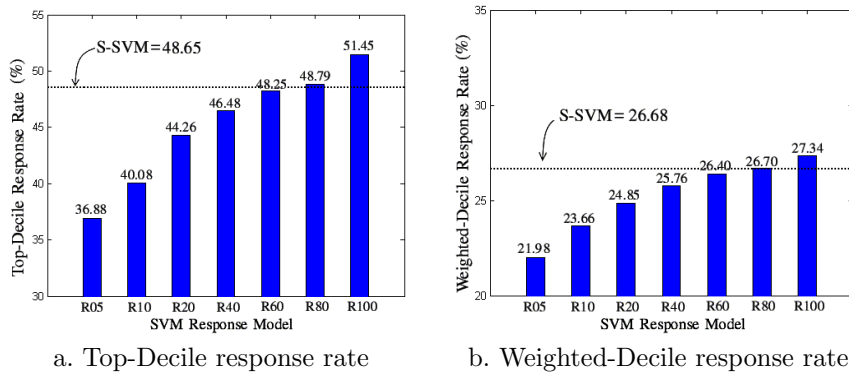 55
50
45
40
35
30
Top-Decile Response Rate (%)
S-SVM=48.65
36.88
40.08
44.26
46.48
48.25
48.79
51.45
R05 R10 R20 R40 R60 R80 R100
SVM Response Model
a. Top-Decile response rate
35
30
25
20
Weighted-Decile Response Rate (%)
S-SVM=26.68
21.98
23.66
24.85
25.76
26.40
26.70
27.34
R05 R10 R20 R40 R60 R80 R100
SVM Response Model
b. Weighted-Decile response rate